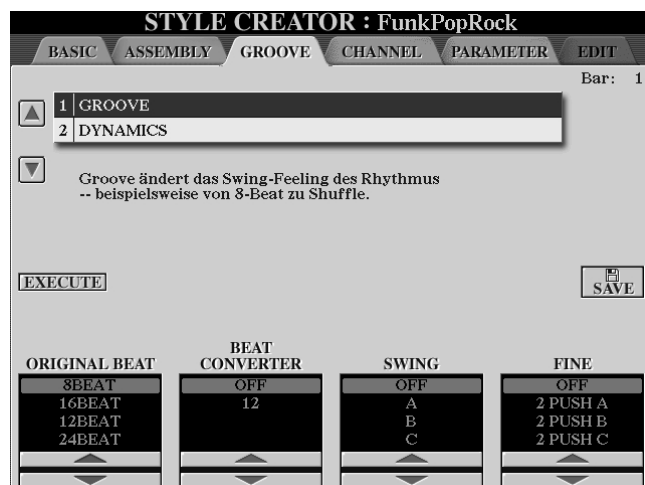 STYLE CREATOR : FunkPopRock
BASIC ASSEMBLY GROOVE CHANNEL PARAMETER EDIT
Bar: 1
1 GROOVE
2 DYNAMICS
Groove ändert das Swing-Feeling des Rhythmus
-- beispielsweise von 8-Beat zu Shuffle.
EXECUTE
SAVE
ORIGINAL BEAT
8BEAT
16BEAT
12BEAT
24BEAT
BEAT
CONVERTER
OFF
12
SWING
OFF
A
B
C
FINE
OFF
2 PUSH A
2 PUSH B
2 PUSH C